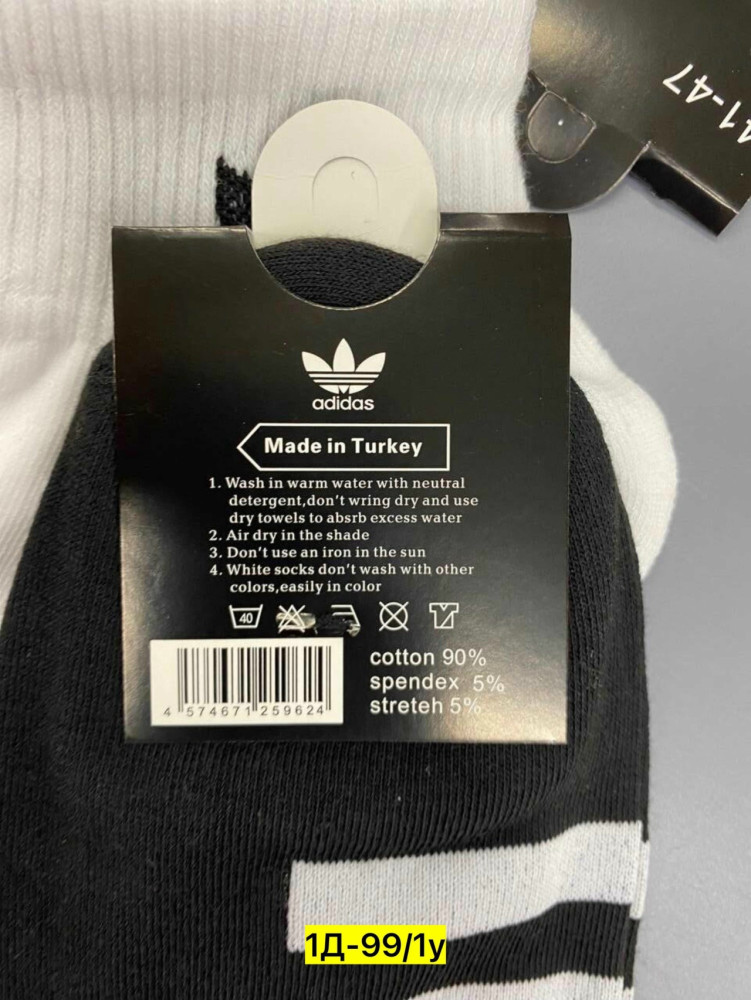 41-47
adidas
Made in Turkey
1. Wash in warm water with neutral
detergent,don't wring dry and use
dry towels to absrb excess water
2. Air dry in the shade
3. Don't use an iron in the sun
4. White socks don't wash with other
colors,easily in color
40
cotton 90%
spendex 5%
streteh 5%
4 574671 259624
1Д-99/1у